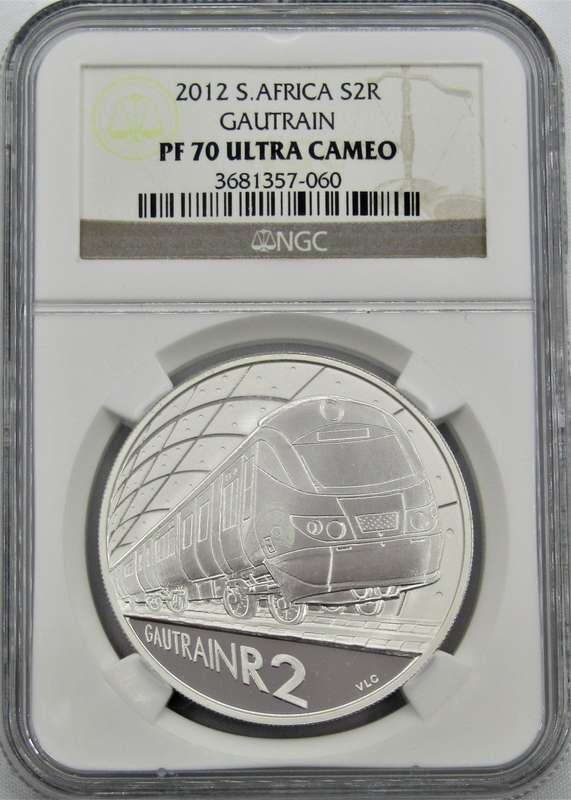 2012 S.AFRICA S2R
GAUTRAIN
PF 70 ULTRA CAMEO
3681357-060
NGC
GAUTRAIN R2
VLC